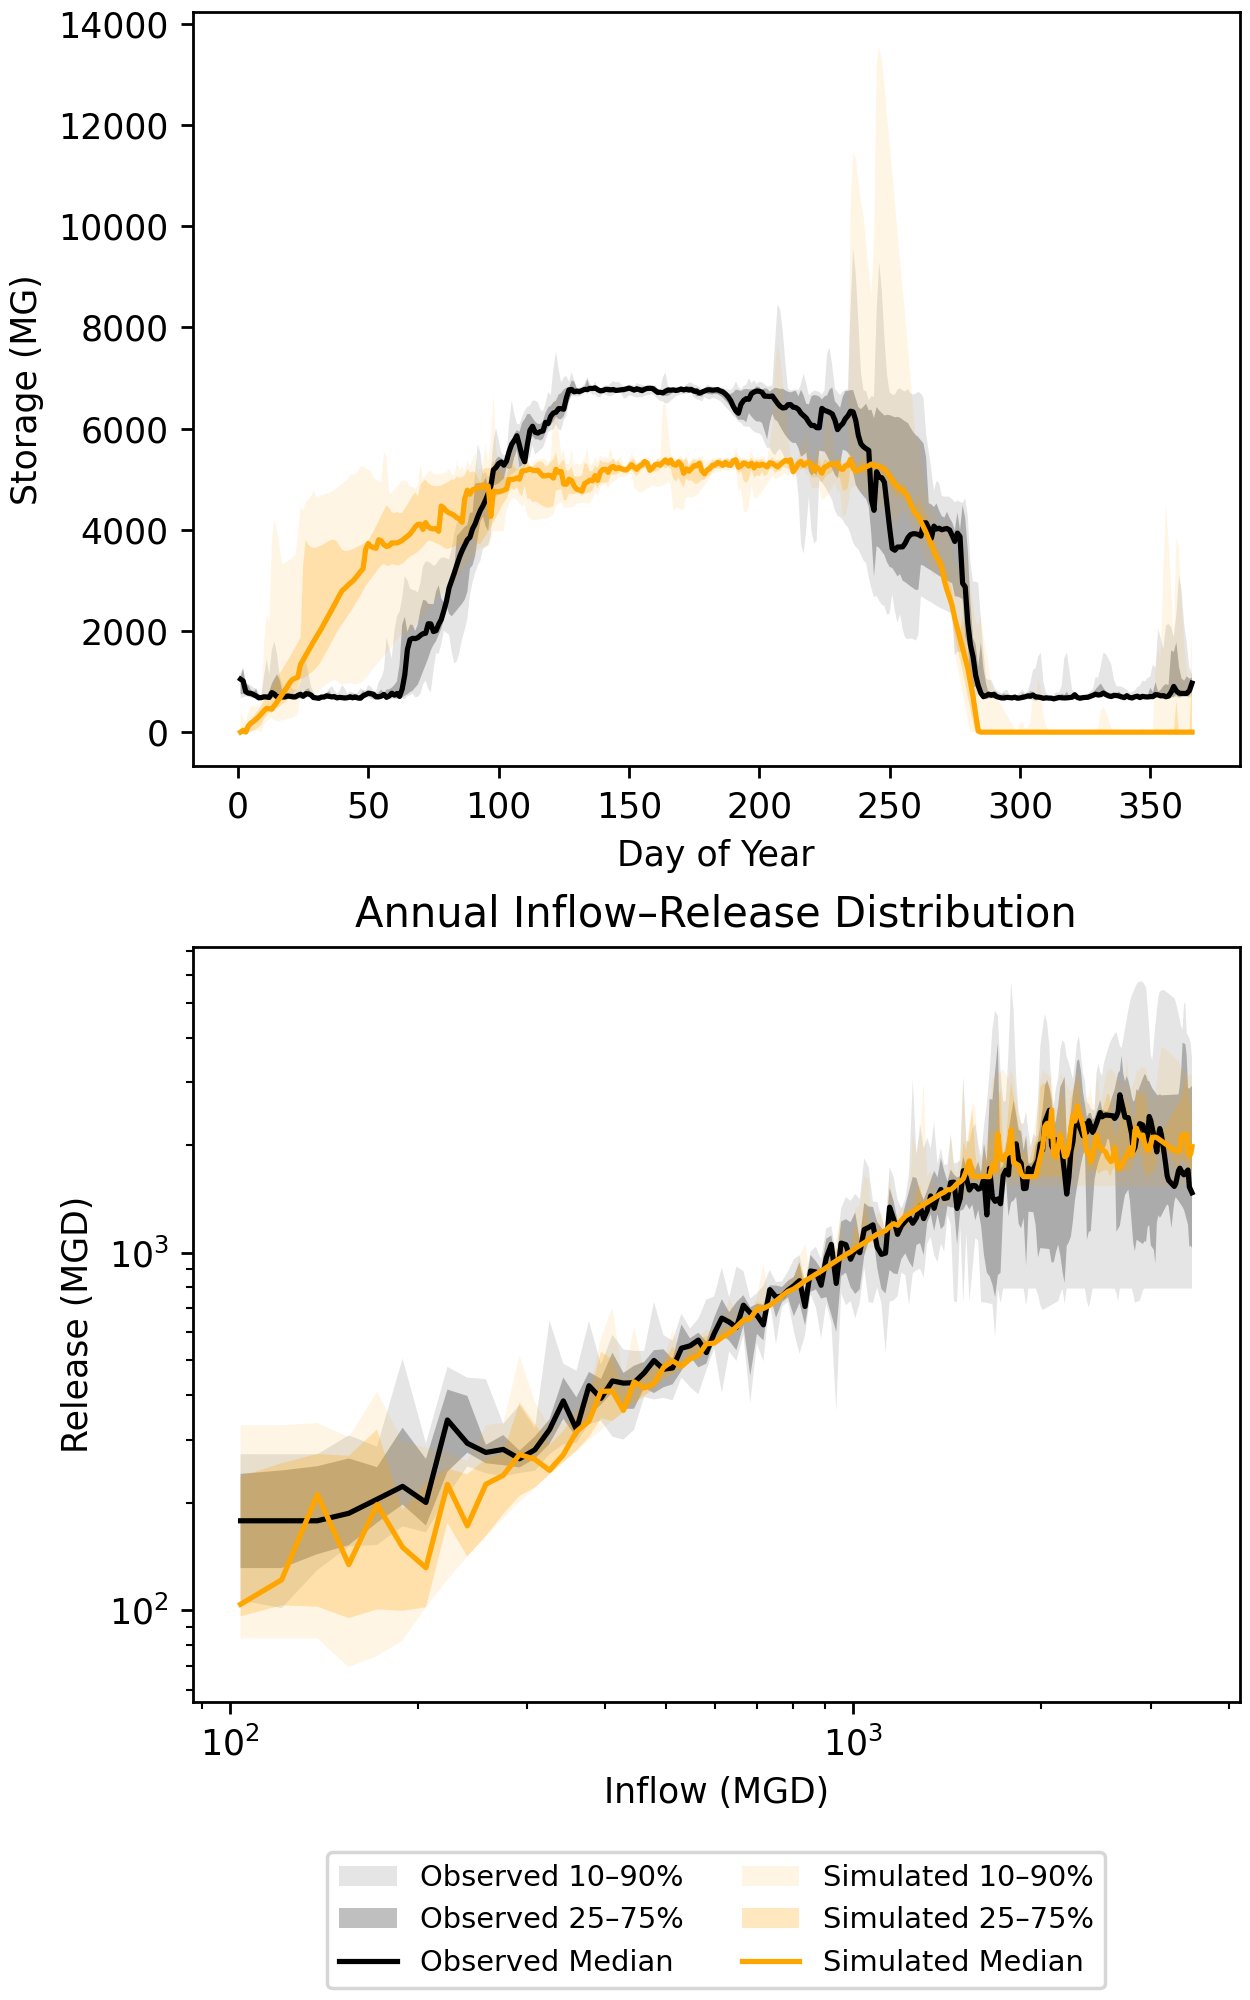 14000
12000
10000
8000
6000
4000
2000
0
Storage (MG)
0 50 100 150 200 250 300 350
Day of Year
Annual Inflow–Release Distribution
10³
10²
Release (MGD)
10² 10³
Inflow (MGD)
Observed 10–90% Simulated 10–90%
Observed 25–75% Simulated 25–75%
Observed Median Simulated Median